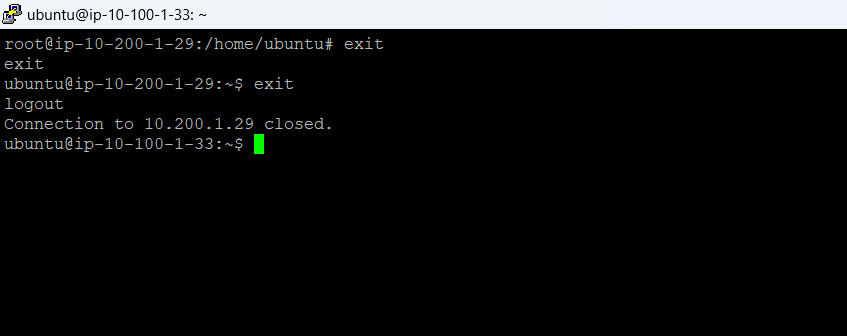 ubuntu@ip-10-100-1-33: ~
root@ip-10-200-1-29:/home/ubuntu# exit
exit
ubuntu@ip-10-200-1-29:~$ exit
logout
Connection to 10.200.1.29 closed.
ubuntu@ip-10-100-1-33:~$